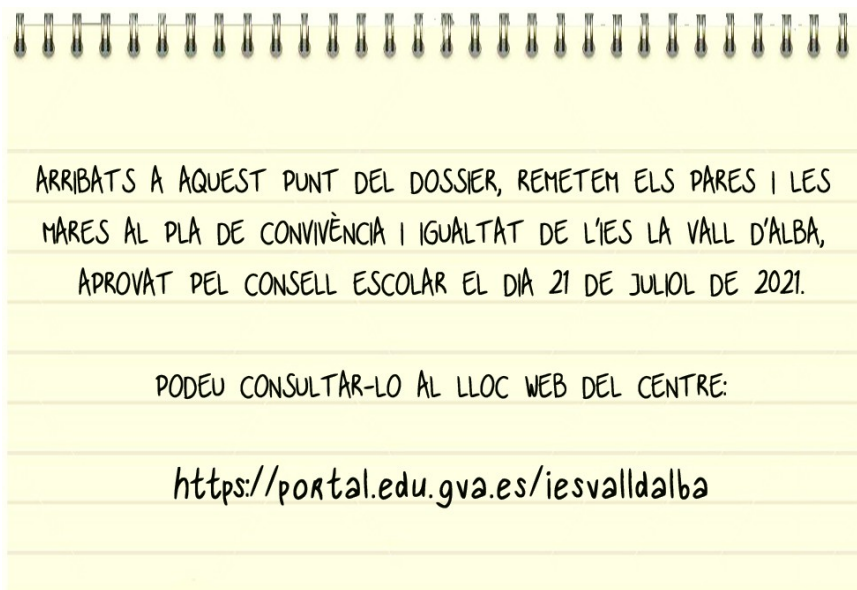 ARRIBATS A AQUEST PUNT DEL DOSSIER, REMETEM ELS PARES I LES
MARES AL PLA DE CONVIVÈNCIA I IGUALTAT DE L'IES LA VALL D'ALBA,
APROVAT PEL CONSELL ESCOLAR EL DIA 21 DE JULIOL DE 2021.
PODEU CONSULTAR-LO AL LLOC WEB DEL CENTRE:
https://portal.edu.gva.es/iesvalldalba